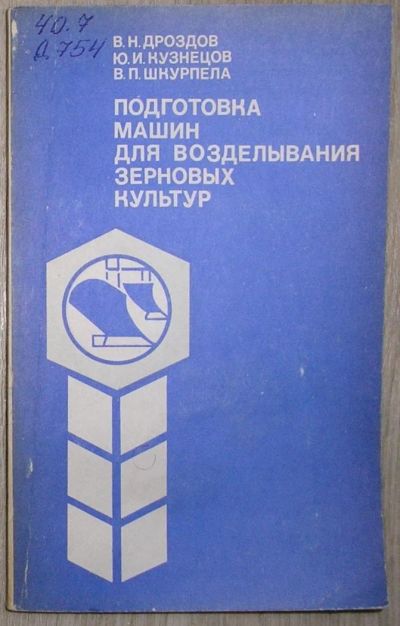 40.7
Д.754
В.Н.ДРОЗДОВ
Ю.И.КУЗНЕЦОВ
В.П.ШКУРПЕЛА
ПОДГОТОВКА
МАШИН
ДЛЯ ВОЗДЕЛЫВАНИЯ
ЗЕРНОВЫХ
КУЛЬТУР